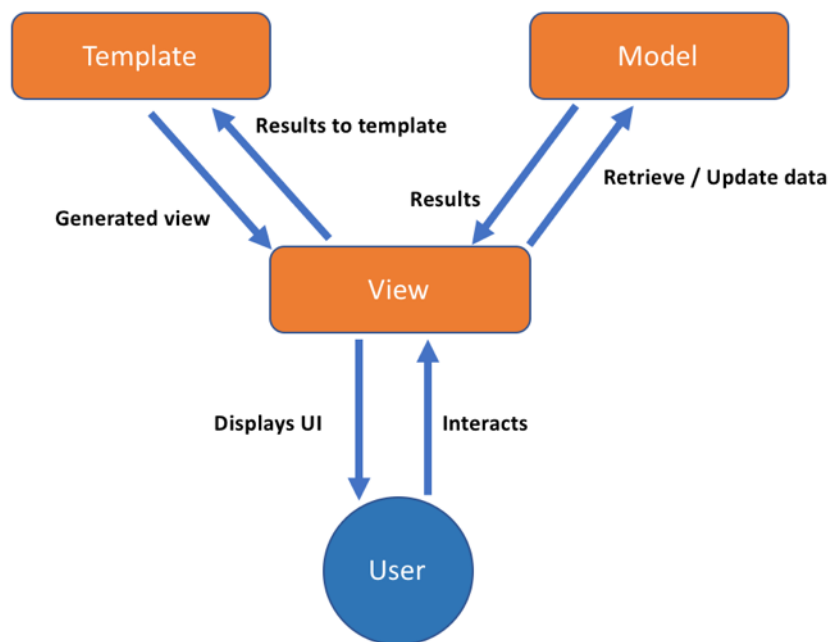 Template
Model
Results to template
Retrieve / Update data
Results
Generated view
View
Displays UI
Interacts
User